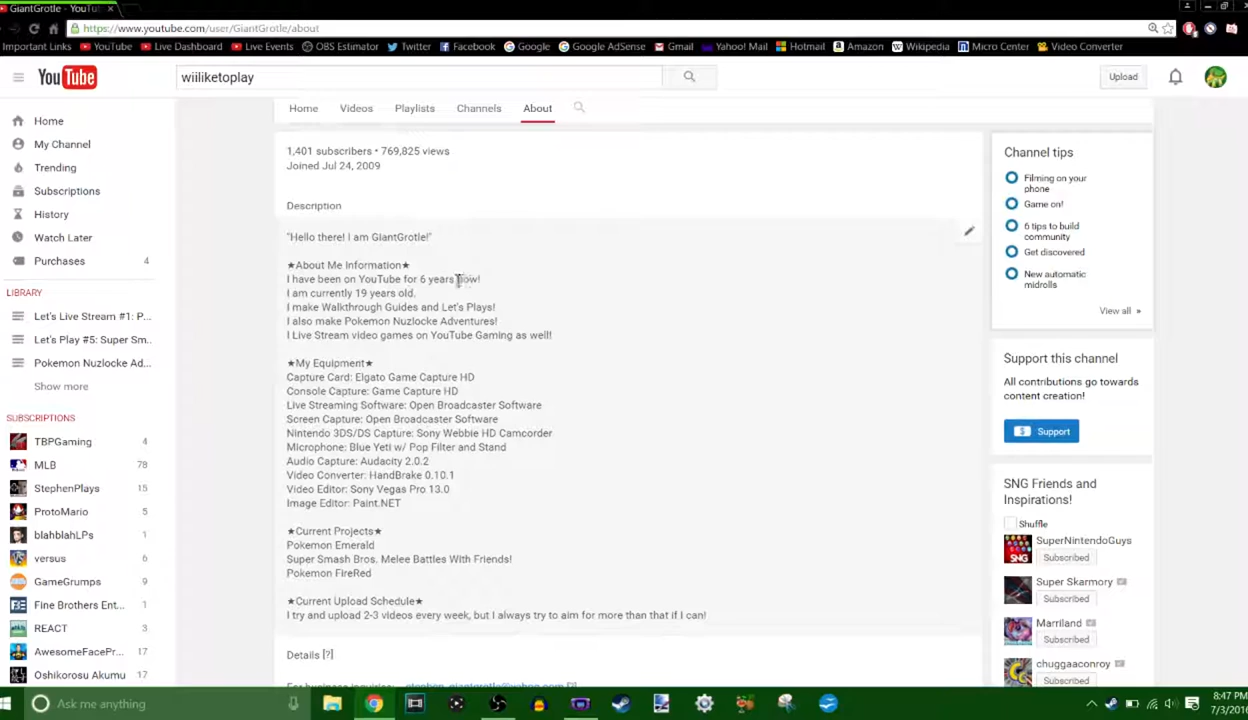 GiantGrotle - YouTu
https://www.youtube.com/user/GiantGrotle/about
Important Links YouTube Live Dashboard Live Events OBS Estimator Twitter Facebook Google Google AdSense Gmail Yahoo! Mail Hotmail Amazon Wikipedia Micro Center Video Converter
YouTube wiiliketoplay Upload
Home Videos Playlists Channels About
Home
My Channel
Trending
Subscriptions
History
Watch Later
Purchases 4
LIBRARY
Let's Live Stream #1: P...
Let's Play #5: Super Sm...
Pokemon Nuzlocke Ad...
Show more
SUBSCRIPTIONS
TBPGaming 4
MLB 78
StephenPlays 15
ProtoMario 5
blahblahLPs 1
versus 6
GameGrumps 9
Fine Brothers Ent... 1
REACT 3
AwesomeFacePr... 17
Oshikorosu Akumu 17
1,401 subscribers • 769,825 views
Joined Jul 24, 2009
Description
"Hello there! I am GiantGrotle!"
★About Me Information★
I have been on YouTube for 6 years now!
I am currently 19 years old.
I make Walkthrough Guides and Let's Plays!
I also make Pokemon Nuzlocke Adventures!
I Live Stream video games on YouTube Gaming as well!
★My Equipment★
Capture Card: Elgato Game Capture HD
Console Capture: Game Capture HD
Live Streaming Software: Open Broadcaster Software
Screen Capture: Open Broadcaster Software
Nintendo 3DS/DS Capture: Sony Webbie HD Camcorder
Microphone: Blue Yeti w/ Pop Filter and Stand
Audio Capture: Audacity 2.0.2
Video Converter: HandBrake 0.10.1
Video Editor: Sony Vegas Pro 13.0
Image Editor: Paint.NET
★Current Projects★
Pokemon Emerald
Super Smash Bros. Melee Battles With Friends!
Pokemon FireRed
★Current Upload Schedule★
I try and upload 2-3 videos every week, but I always try to aim for more than that if I can!
Details [?]
For business inquiries: stephen_giantgrotle@yahoo.com [?]
Channel tips
Filming on your
phone
Game on!
6 tips to build
community
Get discovered
New automatic
midrolls
View all »
Support this channel
All contributions go towards
content creation!
Support
SNG Friends and
Inspirations!
Shuffle
SuperNintendoGuys
Subscribed
Super Skarmory
Subscribed
Marriland
Subscribed
chuggaaconroy
Subscribed
Ask me anything
8:47 PM
7/3/2016